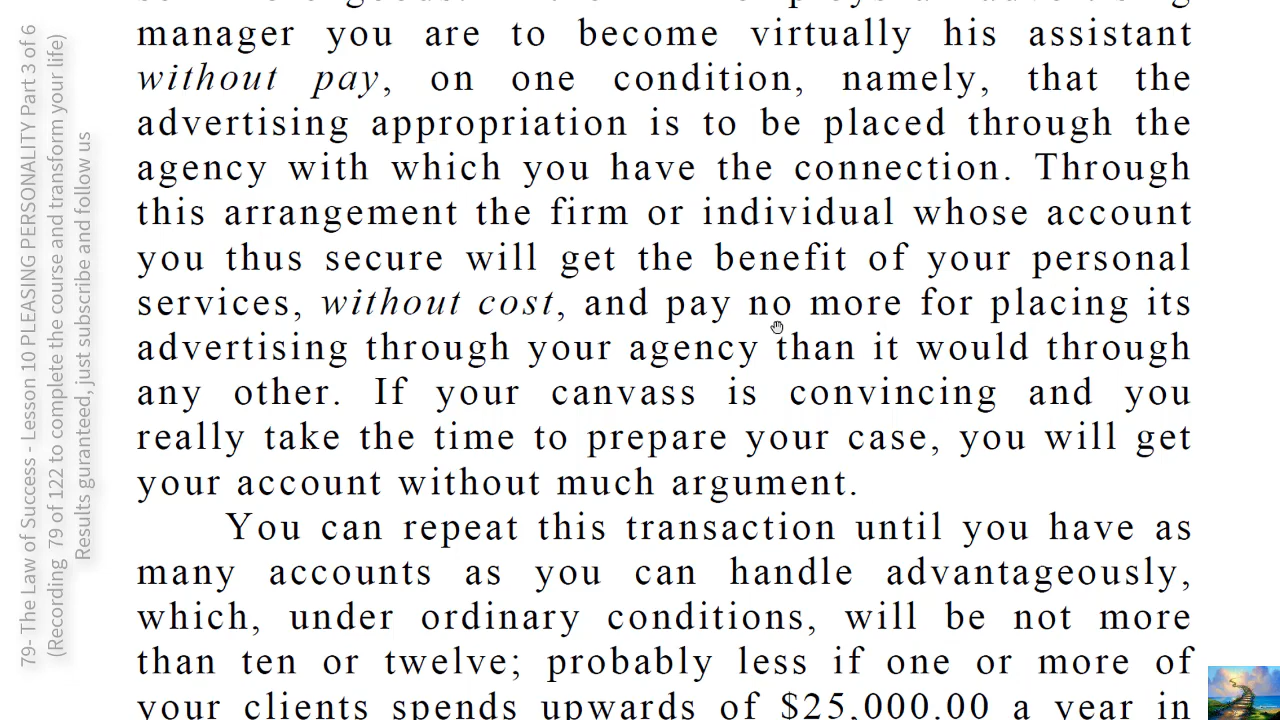 manager you are to become virtually his assistant
without pay, on one condition, namely, that the
advertising appropriation is to be placed through the
agency with which you have the connection. Through
this arrangement the firm or individual whose account
you thus secure will get the benefit of your personal
services, without cost, and pay no more for placing its
advertising through your agency than it would through
any other. If your canvass is convincing and you
really take the time to prepare your case, you will get
your account without much argument.
You can repeat this transaction until you have as
many accounts as you can handle advantageously,
which, under ordinary conditions, will be not more
than ten or twelve; probably less if one or more of
your clients spends upwards of $25,000.00 a year in
79- The Law of Success - Lesson 10 PLEASING PERSONALITY Part 3 of 6
(Recording 79 of 122 to complete the course and transform your life)
Results guranteed, just subscribe and follow us